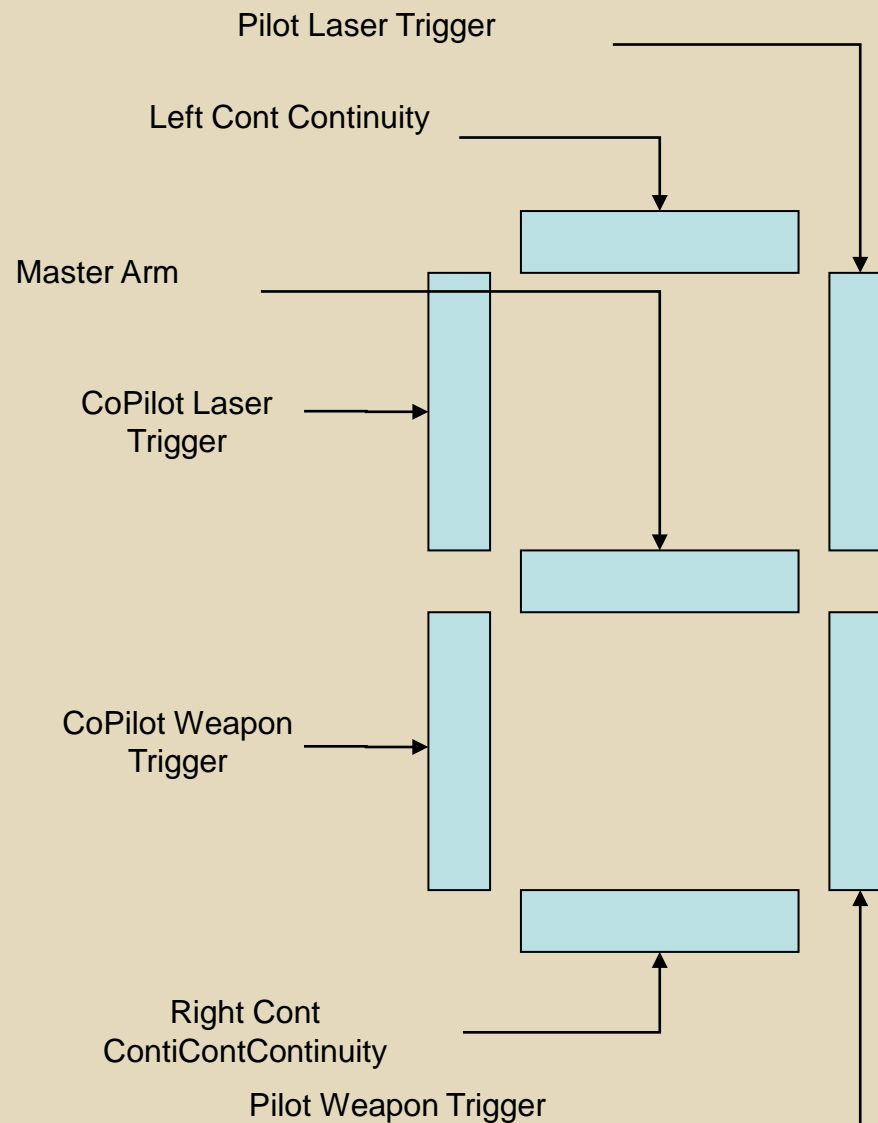 Pilot Laser Trigger
Left Cont Continuity
Master Arm
CoPilot Laser
Trigger
CoPilot Weapon
Trigger
Right Cont
ContiContContinuity
Pilot Weapon Trigger